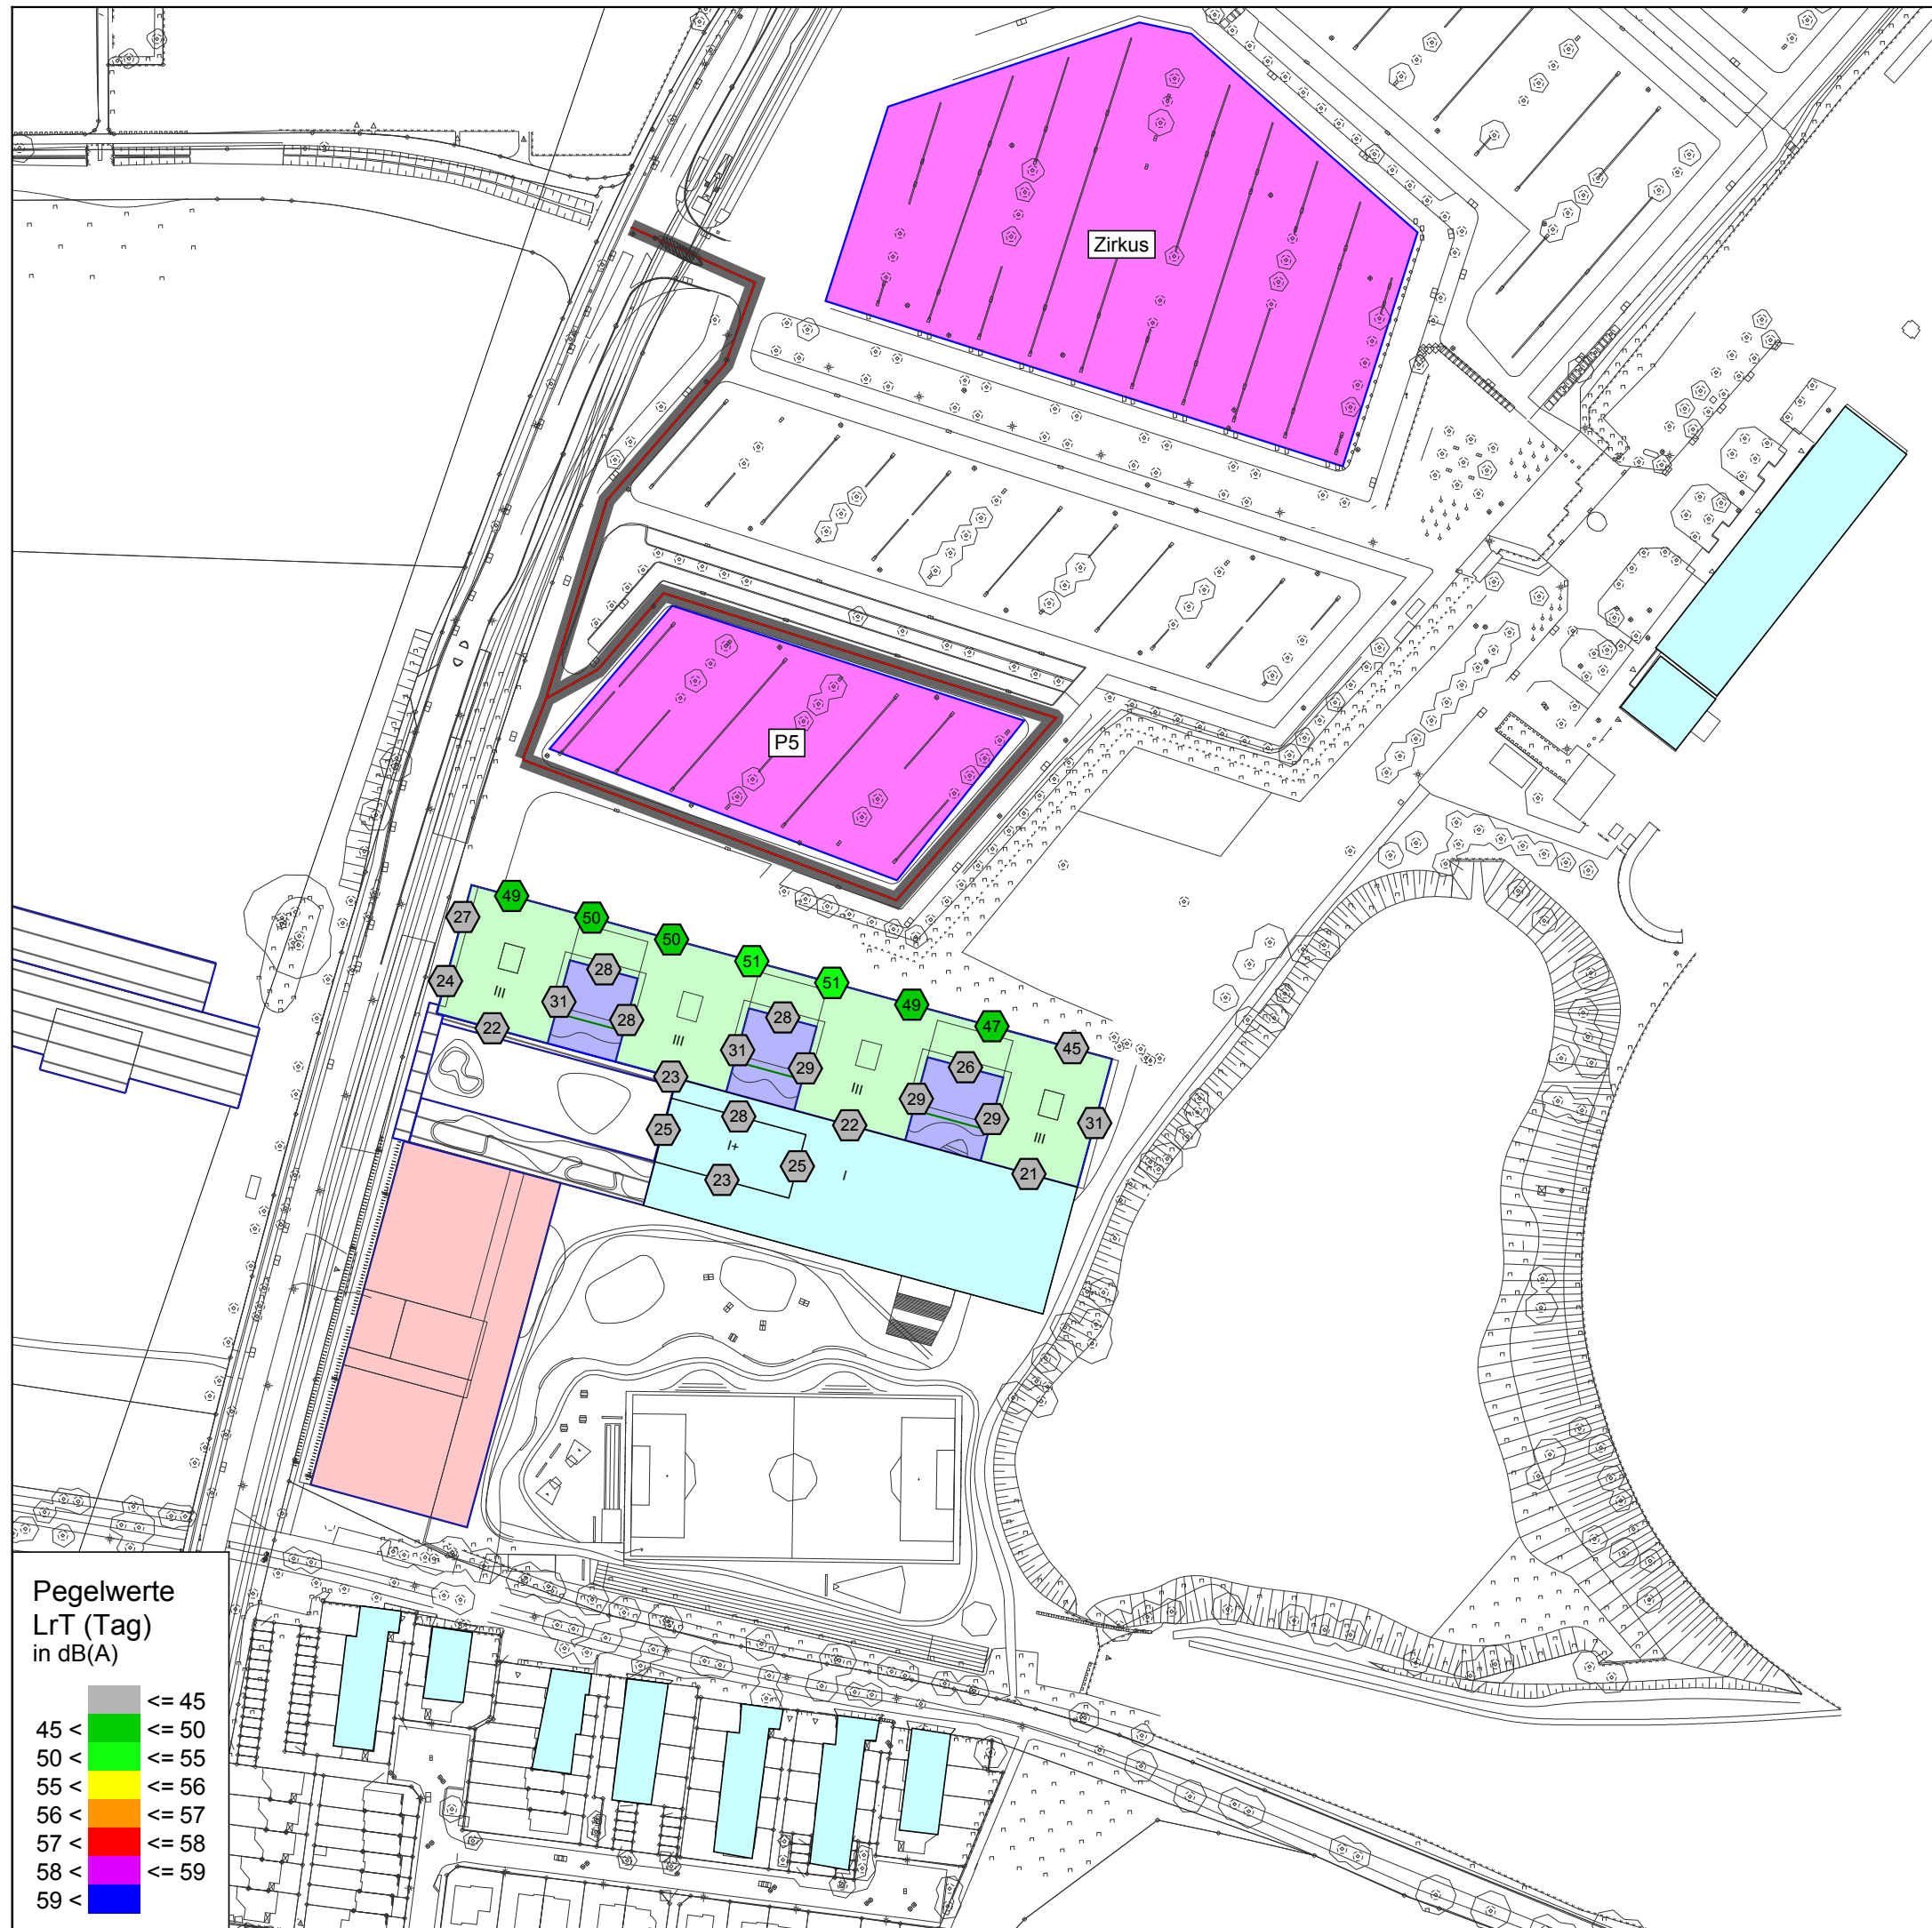 Zirkus
P5
49
27
50
50
51
24
28
51
III
31
49
28
28
22
III
47
31
45
29
26
23
III
29
28
22
29
31
25
I+
III
25
I
23
21
Pegelwerte
LrT (Tag)
in dB(A)
<= 45
45 < <= 50
50 < <= 55
55 < <= 56
56 < <= 57
57 < <= 58
58 < <= 59
59 <